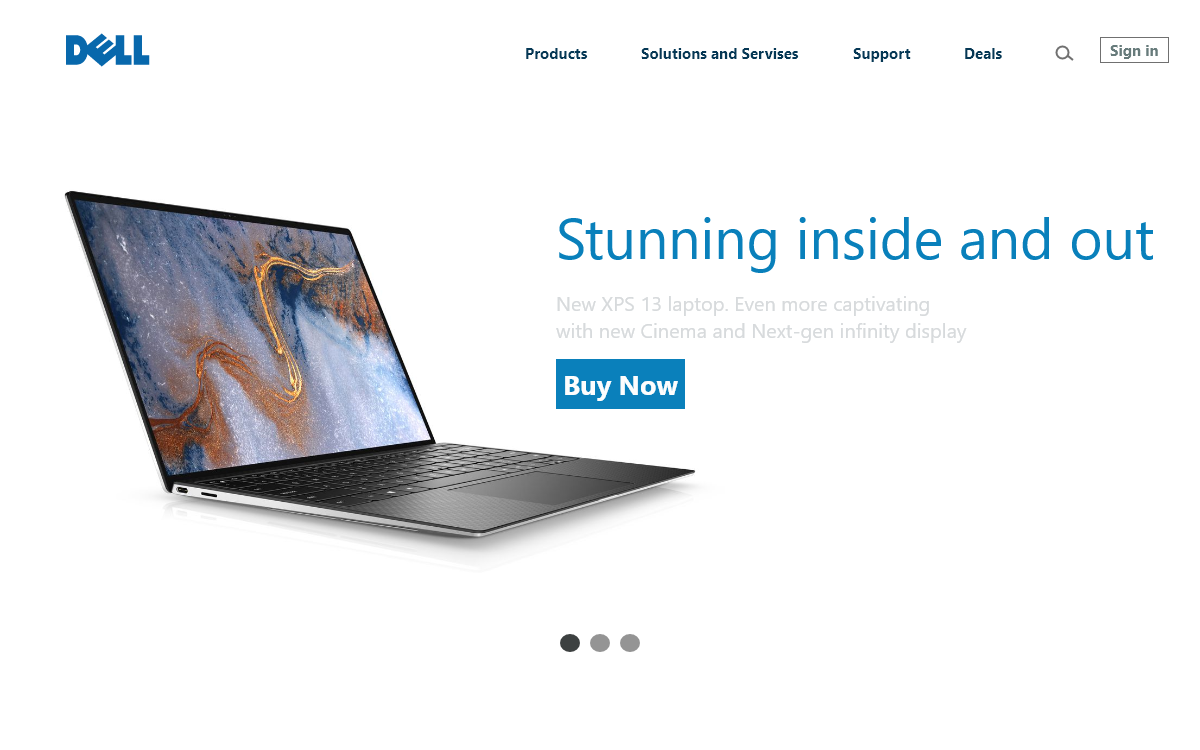 DELL
Products Solutions and Servises Support Deals Sign in
Stunning inside and out
New XPS 13 laptop. Even more captivating
with new Cinema and Next-gen infinity display
Buy Now